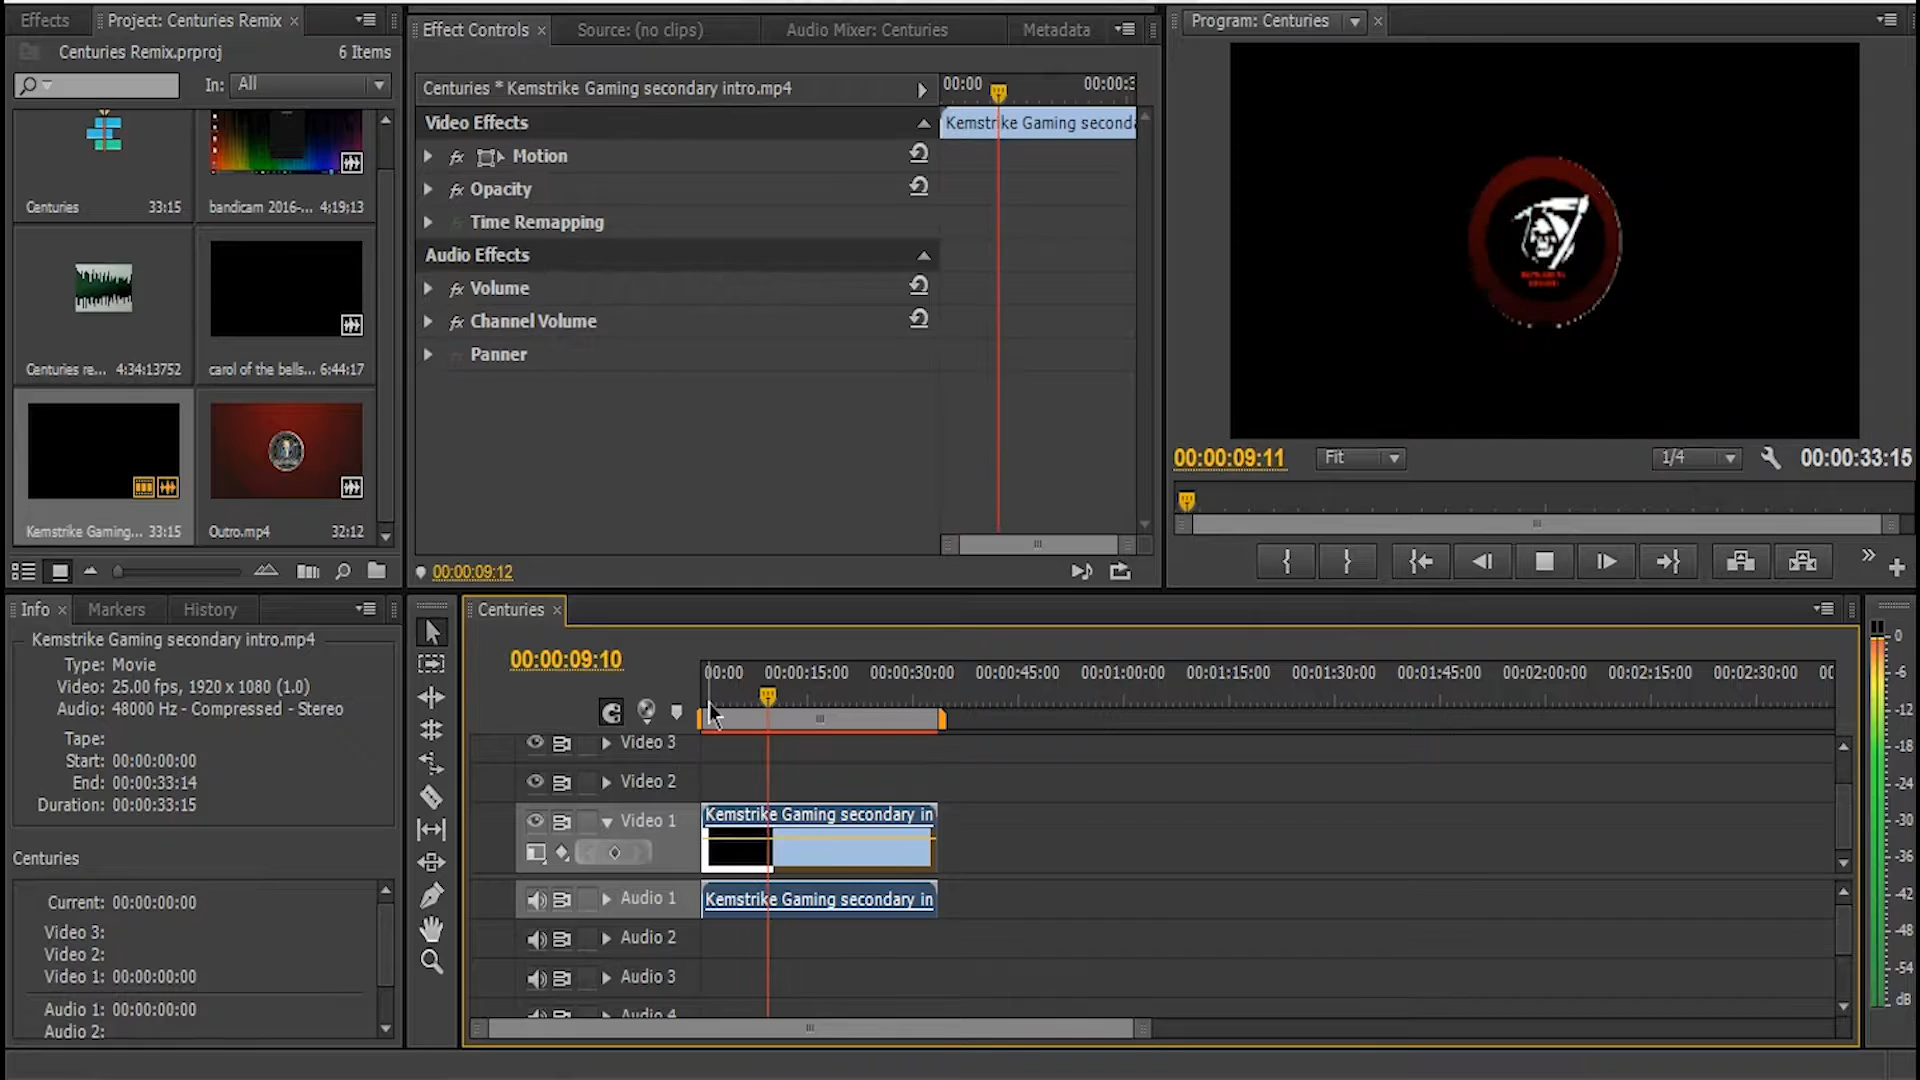 Effects
Project: Centuries Remix ×
Centuries Remix.prproj
6 Items
In: All
Centuries 33:15
bandicam 2016-... 4;19;13
Centuries re... 4:34:13752
carol of the bells... 6:44:17
Kemstrike Gaming... 33:15
Outro.mp4 32:12
Effect Controls ×
Source: (no clips)
Audio Mixer: Centuries
Metadata
Centuries * Kemstrike Gaming secondary intro.mp4
00:00
00:00:3
Kemstrike Gaming seconda
Video Effects
fx Motion
fx Opacity
Time Remapping
Audio Effects
fx Volume
fx Channel Volume
Panner
00:00:09:12
Program: Centuries ×
00:00:09:11
Fit
1/4
00:00:33:15
Info × Markers History
Kemstrike Gaming secondary intro.mp4
Type: Movie
Video: 25.00 fps, 1920 x 1080 (1.0)
Audio: 48000 Hz - Compressed - Stereo
Tape:
Start: 00:00:00:00
End: 00:00:33:14
Duration: 00:00:33:15
Centuries
Current: 00:00:00:00
Video 3:
Video 2:
Video 1: 00:00:00:00
Audio 1: 00:00:00:00
Audio 2:
Centuries ×
00:00:09:10
00:00 00:00:15:00 00:00:30:00 00:00:45:00 00:01:00:00 00:01:15:00 00:01:30:00 00:01:45:00 00:02:00:00 00:02:15:00 00:02:30:00 00
Video 3
Video 2
Video 1
Kemstrike Gaming secondary in
Audio 1
Kemstrike Gaming secondary in
Audio 2
Audio 3
Audio 4
0
-6
-12
-18
-24
-30
-36
-42
-48
-54
dB